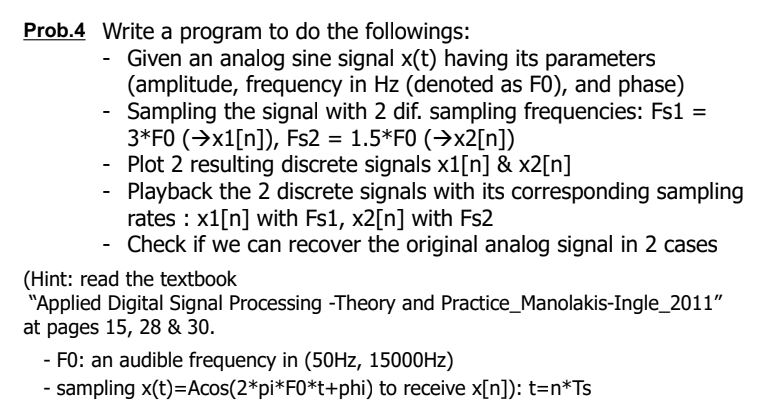 Prob.4 Write a program to do the followings:
- Given an analog sine signal x(t) having its parameters
(amplitude, frequency in Hz (denoted as F0), and phase)
- Sampling the signal with 2 dif. sampling frequencies: Fs1 =
3*F0 (→x1[n]), Fs2 = 1.5*F0 (→x2[n])
- Plot 2 resulting discrete signals x1[n] & x2[n]
- Playback the 2 discrete signals with its corresponding sampling
rates : x1[n] with Fs1, x2[n] with Fs2
- Check if we can recover the original analog signal in 2 cases
(Hint: read the textbook
“Applied Digital Signal Processing -Theory and Practice_Manolakis-Ingle_2011”
at pages 15, 28 & 30.
- F0: an audible frequency in (50Hz, 15000Hz)
- sampling x(t)=Acos(2*pi*F0*t+phi) to receive x[n]): t=n*Ts